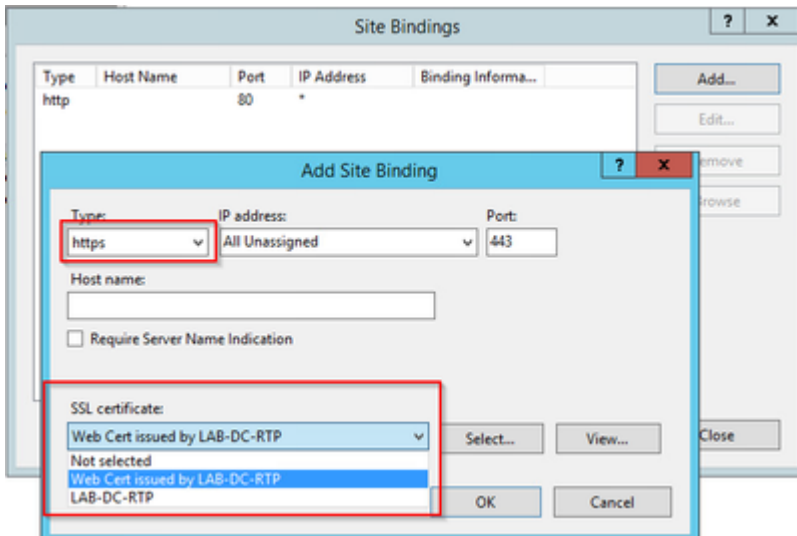 Site Bindings
? x
Type Host Name Port IP Address Binding Informa...
http 80 *
Add...
Edit...
emove
rowse
Close
Add Site Binding
? x
Type: IP address: Port:
https All Unassigned 443
Host name:
Require Server Name Indication
SSL certificate:
Web Cert issued by LAB-DC-RTP Select... View...
Not selected
Web Cert issued by LAB-DC-RTP
LAB-DC-RTP
OK Cancel